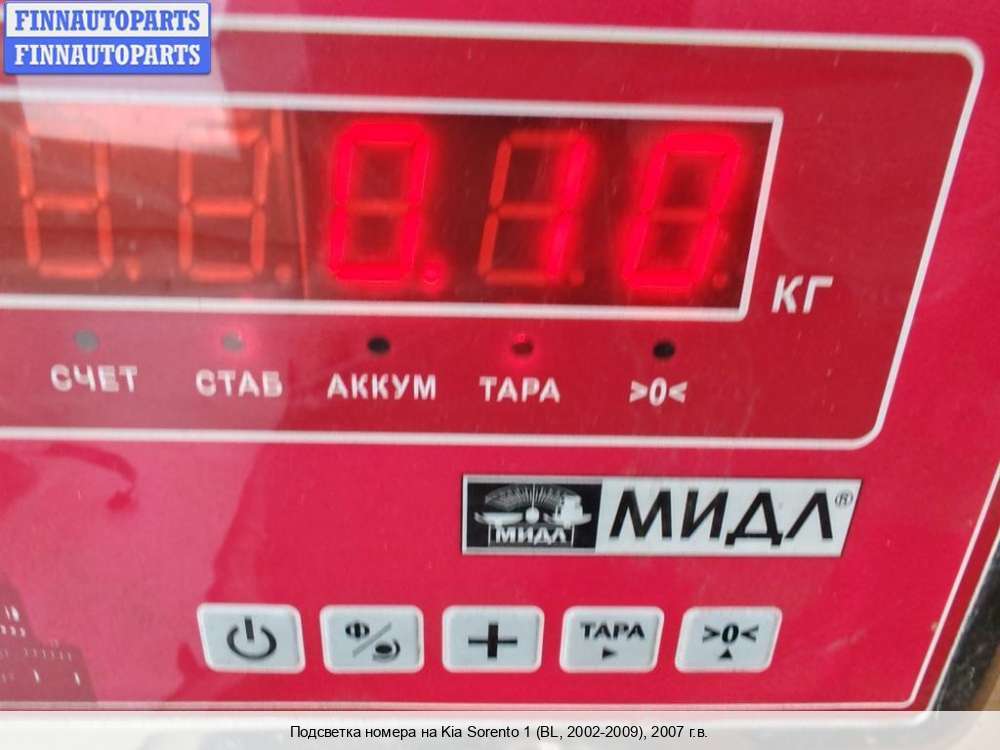 FINNAUTOPARTS
FINNAUTOPARTS
0.10
КГ
СЧЕТ СТАБ АККУМ ТАРА >0<
МИДЛ МИДЛ®
Ф + ТАРА >0<
Подсветка номера на Kia Sorento 1 (BL, 2002-2009), 2007 г.в.